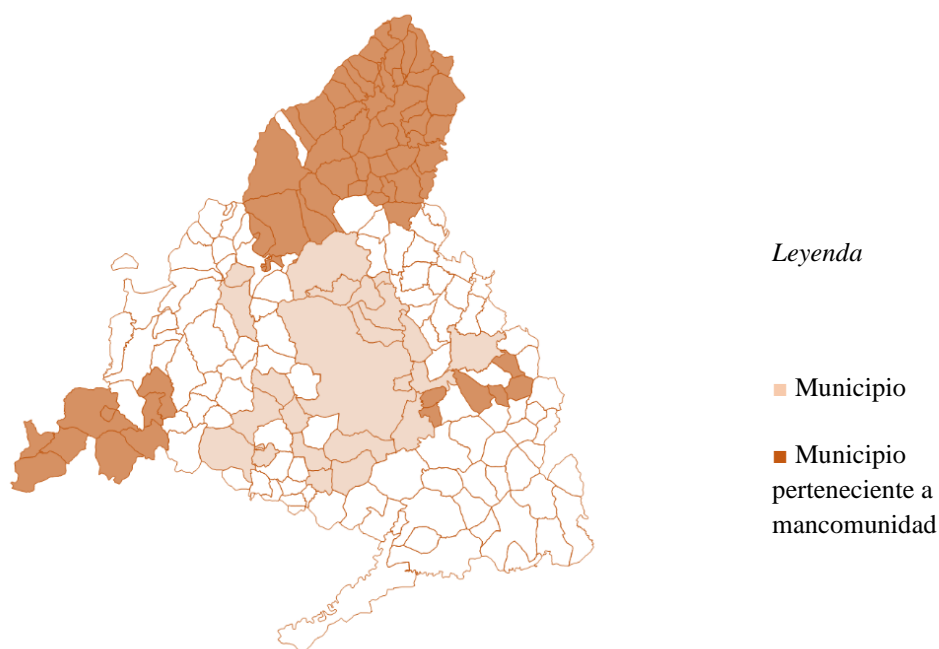 Leyenda
Municipio
Municipio
perteneciente a
mancomunidad